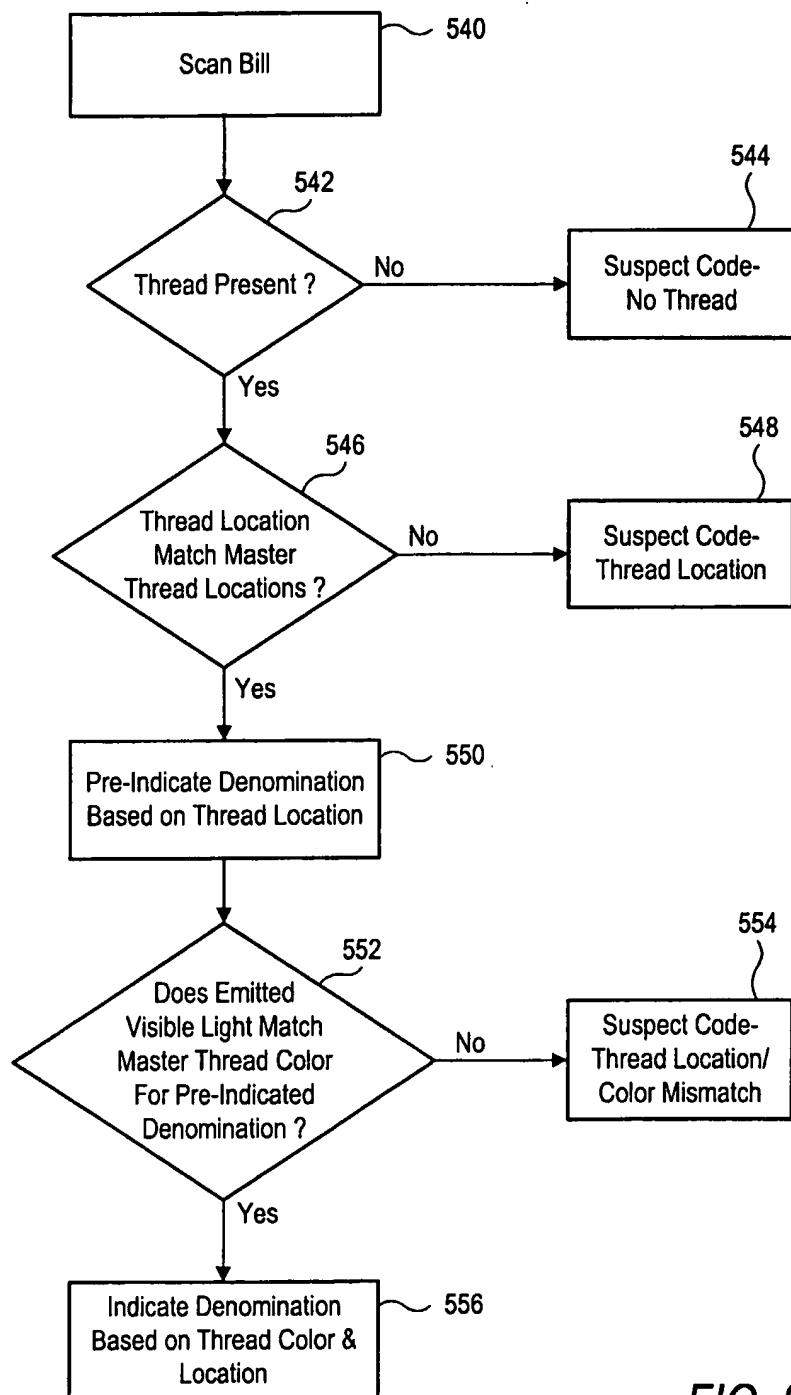 540
Scan Bill
542
544
Thread Present ?
No
Suspect Code-
No Thread
Yes
546
548
Thread Location
Match Master
Thread Locations ?
No
Suspect Code-
Thread Location
Yes
550
Pre-Indicate Denomination
Based on Thread Location
552
554
Does Emitted
Visible Light Match
Master Thread Color
For Pre-Indicated
Denomination ?
No
Suspect Code-
Thread Location/
Color Mismatch
Yes
Indicate Denomination
Based on Thread Color &
Location
556
FIG.